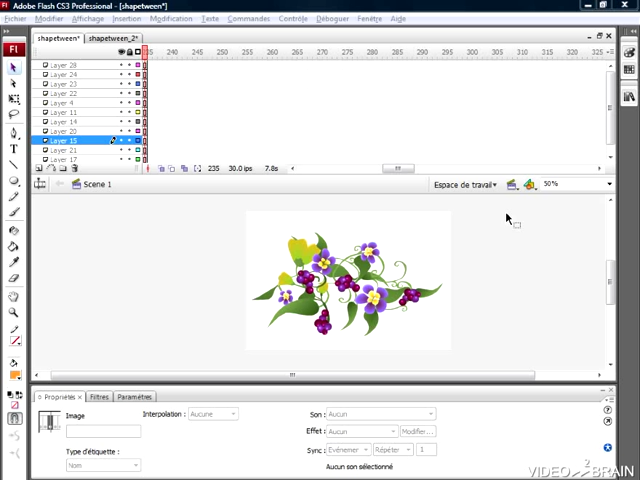 Adobe Flash CS3 Professional - [shapetween*]
Fichier Modifier Affichage Insertion Modification Texte Commandes Contrôle Déboguer Fenêtre Aide
shapetween* shapetween_2*
235 240 245 250 255 260 265 270 275 280 285 290 295 300 305 310 315 320 325
Layer 28
Layer 24
Layer 23
Layer 22
Layer 4
Layer 11
Layer 14
Layer 20
Layer 15
Layer 21
Layer 17
235 30.0 ips 7.8s
Scene 1 Espace de travail 50%
Propriétés Filtres Paramètres
Image Interpolation : Aucune Son : Aucun
Effet : Aucun Modifier...
Type d'étiquette : Sync : Evénement Répéter 1
Nom Aucun son sélectionné
VIDEO 2 BRAIN